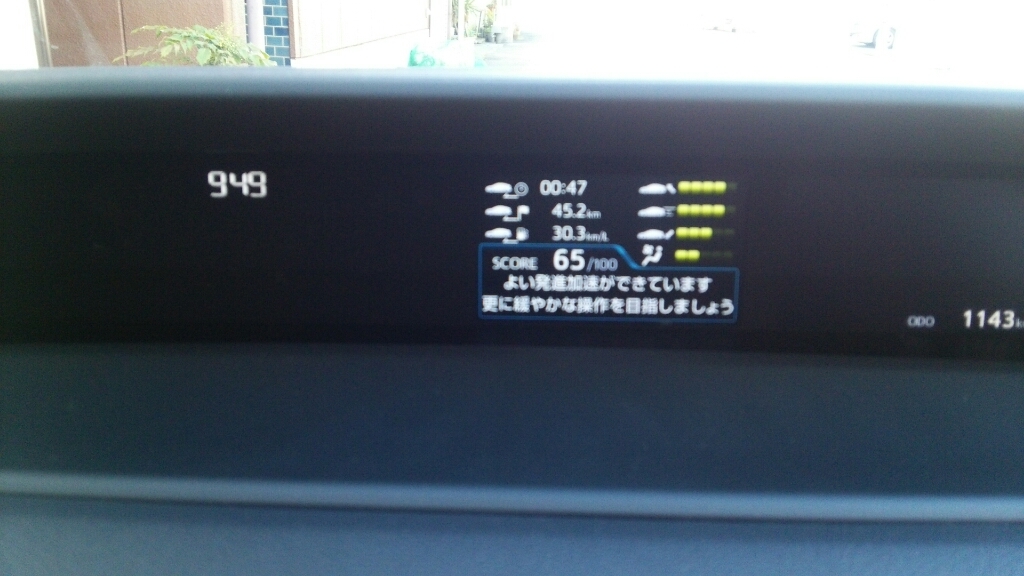 949
00:47
45.2km
30.3km/L
SCORE 65/100
よい発進加速ができています
更に緩やかな操作を目指しましょう
ODO 1143